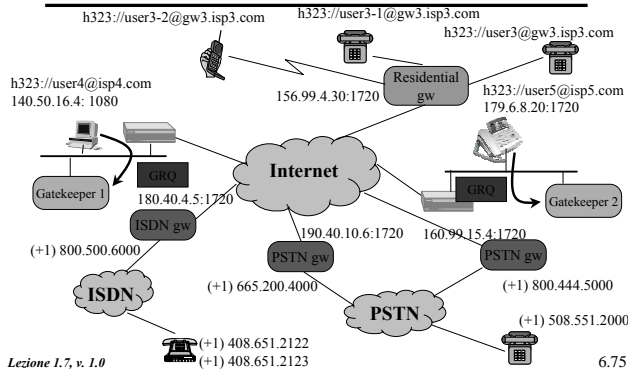 h323://user3-1@gw3.isp3.com
h323://user3-2@gw3.isp3.com
h323://user3@gw3.isp3.com
h323://user4@isp4.com
140.50.16.4: 1080
Residential
gw
156.99.4.30:1720
h323://user5@isp5.com
179.6.8.20:1720
Internet
GRQ
Gatekeeper 1
180.40.4.5:1720
GRQ
Gatekeeper 2
ISDN gw
190.40.10.6:1720
160.99.15.4:1720
(+1) 800.500.6000
PSTN gw
PSTN gw
(+1) 665.200.4000
(+1) 800.444.5000
ISDN
PSTN
(+1) 508.551.2000
(+1) 408.651.2122
(+1) 408.651.2123
Lezione 1.7, v. 1.0
6.75